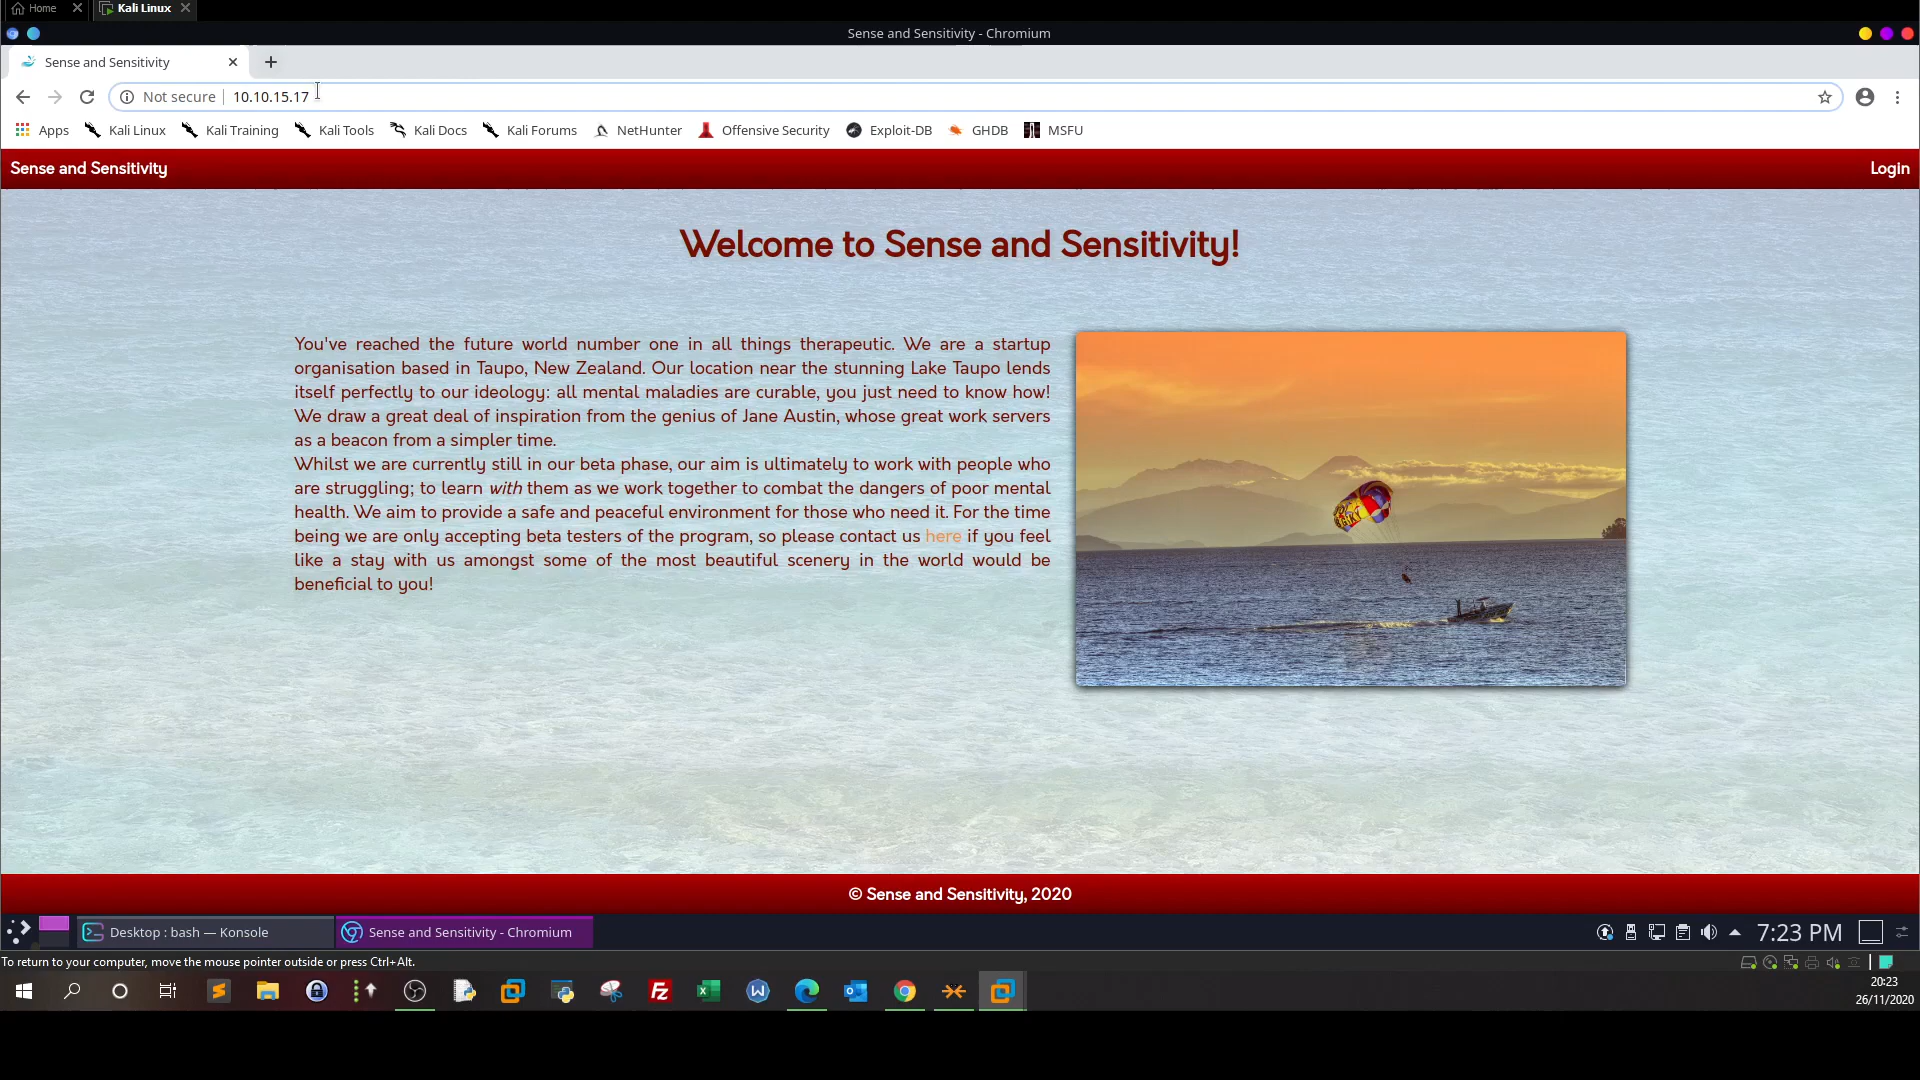 Home
Kali Linux
Sense and Sensitivity - Chromium
Sense and Sensitivity
Not secure
10.10.15.17
Apps
Kali Linux
Kali Training
Kali Tools
Kali Docs
Kali Forums
NetHunter
Offensive Security
Exploit-DB
GHDB
MSFU
Sense and Sensitivity
Login
Welcome to Sense and Sensitivity!
You've reached the future world number one in all things therapeutic. We are a startup
organisation based in Taupo, New Zealand. Our location near the stunning Lake Taupo lends
itself perfectly to our ideology: all mental maladies are curable, you just need to know how!
We draw a great deal of inspiration from the genius of Jane Austin, whose great work servers
as a beacon from a simpler time.
Whilst we are currently still in our beta phase, our aim is ultimately to work with people who
are struggling; to learn with them as we work together to combat the dangers of poor mental
health. We aim to provide a safe and peaceful environment for those who need it. For the time
being we are only accepting beta testers of the program, so please contact us here if you feel
like a stay with us amongst some of the most beautiful scenery in the world would be
beneficial to you!
© Sense and Sensitivity, 2020
Desktop : bash — Konsole
Sense and Sensitivity - Chromium
7:23 PM
To return to your computer, move the mouse pointer outside or press Ctrl+Alt.
20:23
26/11/2020